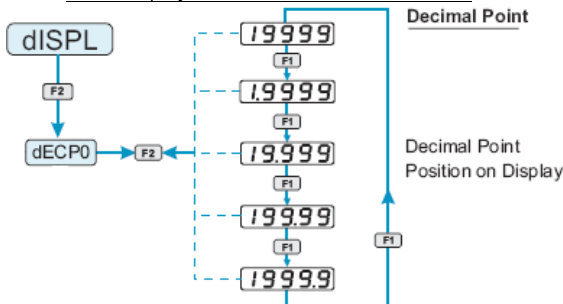 Decimal Point
dISPL
19999
F1
F2
1.9999
F1
dECP0
F2
19.999
Decimal Point
Position on Display
F1
199.99
F1
F1
1999.9